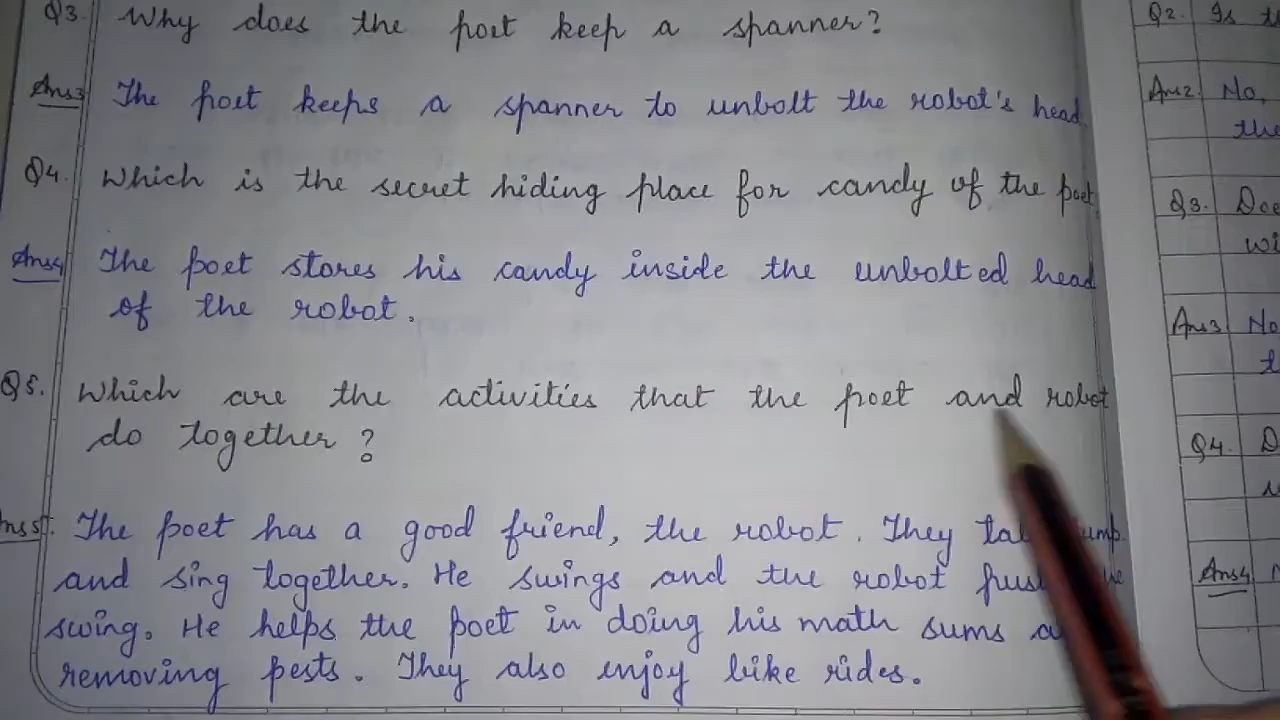 Q3. Why does the poet keep a spanner?
Ans3 The poet keeps a spanner to unbolt the robot's head
Q4. Which is the secret hiding place for candy of the poet
Ans4 The poet stores his candy inside the unbolted head
of the robot.
Q5. Which are the activities that the poet and robot
do together?
Ans5. The poet has a good friend, the robot. They
and sing together. He swings and the robot
swing. He helps the poet in doing his math sums
removing pests. They also enjoy bike rides.
Q2. Is
Ans2 No,
the
Q3.
Ans3 No
Q4.
Ans4